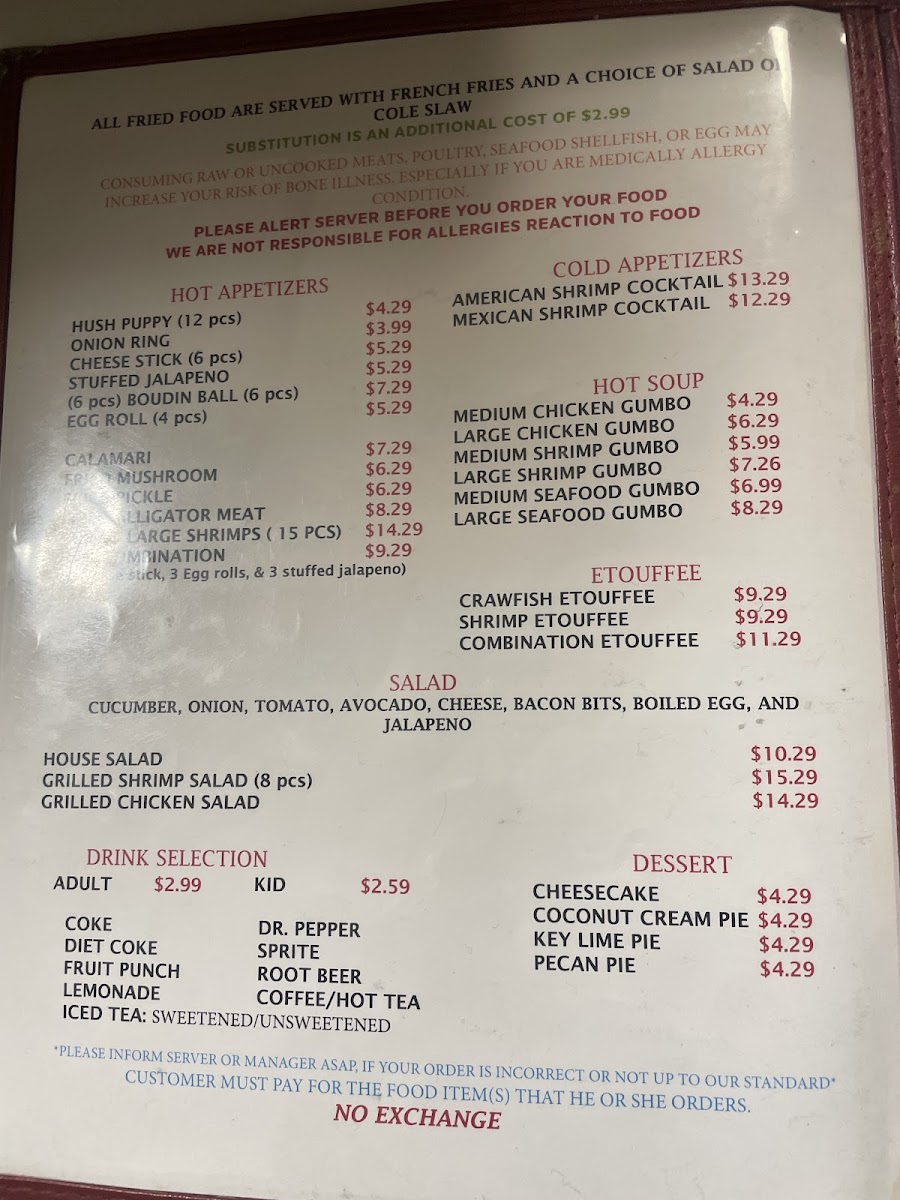 ALL FRIED FOOD ARE SERVED WITH FRENCH FRIES AND A CHOICE OF SALAD O
COLE SLAW
SUBSTITUTION IS AN ADDITIONAL COST OF $2.99
CONSUMING RAW OR UNCOOKED MEATS, POULTRY, SEAFOOD SHELLFISH, OR EGG MAY
INCREASE YOUR RISK OF BONE ILLNESS. ESPECIALLY IF YOU ARE MEDICALLY ALLERGY
CONDITION.
PLEASE ALERT SERVER BEFORE YOU ORDER YOUR FOOD
WE ARE NOT RESPONSIBLE FOR ALLERGIES REACTION TO FOOD
HOT APPETIZERS
HUSH PUPPY (12 pcs) $4.29
ONION RING $3.99
CHEESE STICK (6 pcs) $5.29
STUFFED JALAPENO $5.29
(6 pcs) BOUDIN BALL (6 pcs) $7.29
EGG ROLL (4 pcs) $5.29
CALAMARI $7.29
MUSHROOM $6.29
PICKLE $6.29
LLIGATOR MEAT $8.29
LARGE SHRIMPS ( 15 PCS) $14.29
MBINATION $9.29
stick, 3 Egg rolls, & 3 stuffed jalapeno)
COLD APPETIZERS
AMERICAN SHRIMP COCKTAIL $13.29
MEXICAN SHRIMP COCKTAIL $12.29
HOT SOUP
MEDIUM CHICKEN GUMBO $4.29
LARGE CHICKEN GUMBO $6.29
MEDIUM SHRIMP GUMBO $5.99
LARGE SHRIMP GUMBO $7.26
MEDIUM SEAFOOD GUMBO $6.99
LARGE SEAFOOD GUMBO $8.29
ETOUFFEE
CRAWFISH ETOUFFEE $9.29
SHRIMP ETOUFFEE $9.29
COMBINATION ETOUFFEE $11.29
SALAD
CUCUMBER, ONION, TOMATO, AVOCADO, CHEESE, BACON BITS, BOILED EGG, AND
JALAPENO
HOUSE SALAD $10.29
GRILLED SHRIMP SALAD (8 pcs) $15.29
GRILLED CHICKEN SALAD $14.29
DRINK SELECTION
ADULT $2.99 KID $2.59
COKE DR. PEPPER
DIET COKE SPRITE
FRUIT PUNCH ROOT BEER
LEMONADE COFFEE/HOT TEA
ICED TEA: SWEETENED/UNSWEETENED
DESSERT
CHEESECAKE $4.29
COCONUT CREAM PIE $4.29
KEY LIME PIE $4.29
PECAN PIE $4.29
*PLEASE INFORM SERVER OR MANAGER ASAP, IF YOUR ORDER IS INCORRECT OR NOT UP TO OUR STANDARD*
CUSTOMER MUST PAY FOR THE FOOD ITEM(S) THAT HE OR SHE ORDERS.
NO EXCHANGE